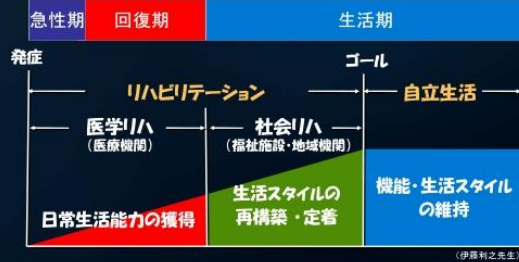 急性期
回復期
生活期
発症
ゴール
リハビリテーション
自立生活
医学リハ
(医療機関)
社会リハ
(福祉施設・地域機関)
日常生活能力の獲得
生活スタイルの
再構築・定着
機能・生活スタイル
の維持
(伊藤利之先生)